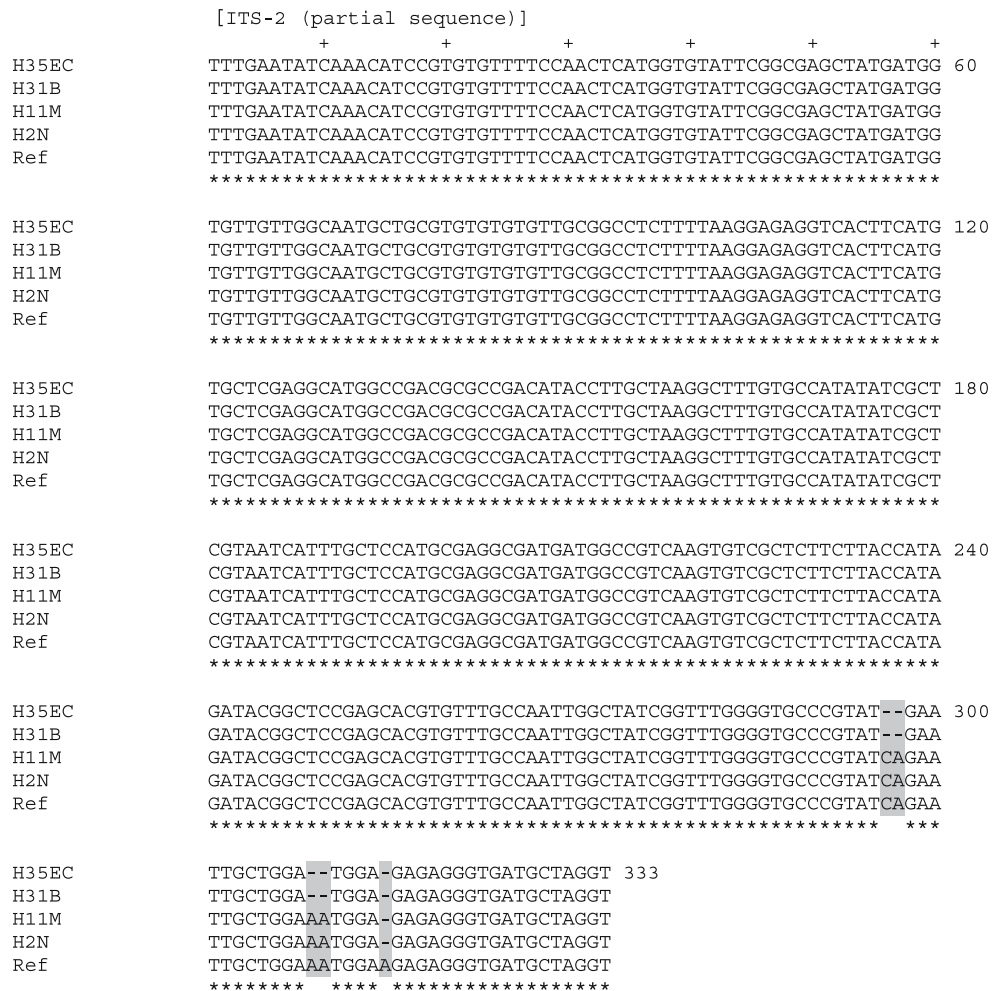 [ITS-2 (partial sequence)]
+ + + + + +
H35EC TTTGAATATCAAACATCCGTGTGTTTTCCAACTCATGGTGTATTCGGCGAGCTATGATGG 60
H31B TTTGAATATCAAACATCCGTGTGTTTTCCAACTCATGGTGTATTCGGCGAGCTATGATGG
H11M TTTGAATATCAAACATCCGTGTGTTTTCCAACTCATGGTGTATTCGGCGAGCTATGATGG
H2N TTTGAATATCAAACATCCGTGTGTTTTCCAACTCATGGTGTATTCGGCGAGCTATGATGG
Ref TTTGAATATCAAACATCCGTGTGTTTTCCAACTCATGGTGTATTCGGCGAGCTATGATGG
************************************************************
H35EC TGTTGTTGGCAATGCTGCGTGTGTGTGTTGCGGCCTCTTTTAAGGAGAGGTCACTTCATG 120
H31B TGTTGTTGGCAATGCTGCGTGTGTGTGTTGCGGCCTCTTTTAAGGAGAGGTCACTTCATG
H11M TGTTGTTGGCAATGCTGCGTGTGTGTGTTGCGGCCTCTTTTAAGGAGAGGTCACTTCATG
H2N TGTTGTTGGCAATGCTGCGTGTGTGTGTTGCGGCCTCTTTTAAGGAGAGGTCACTTCATG
Ref TGTTGTTGGCAATGCTGCGTGTGTGTGTTGCGGCCTCTTTTAAGGAGAGGTCACTTCATG
************************************************************
H35EC TGCTCGAGGCATGGCCGACGCGCCGACATACCTTGCTAAGGCTTTGTGCCATATATCGCT 180
H31B TGCTCGAGGCATGGCCGACGCGCCGACATACCTTGCTAAGGCTTTGTGCCATATATCGCT
H11M TGCTCGAGGCATGGCCGACGCGCCGACATACCTTGCTAAGGCTTTGTGCCATATATCGCT
H2N TGCTCGAGGCATGGCCGACGCGCCGACATACCTTGCTAAGGCTTTGTGCCATATATCGCT
Ref TGCTCGAGGCATGGCCGACGCGCCGACATACCTTGCTAAGGCTTTGTGCCATATATCGCT
************************************************************
H35EC CGTAATCATTTGCTCCATGCGAGGCGATGATGGCCGTCAAGTGTCGCTCTTCTTACCATA 240
H31B CGTAATCATTTGCTCCATGCGAGGCGATGATGGCCGTCAAGTGTCGCTCTTCTTACCATA
H11M CGTAATCATTTGCTCCATGCGAGGCGATGATGGCCGTCAAGTGTCGCTCTTCTTACCATA
H2N CGTAATCATTTGCTCCATGCGAGGCGATGATGGCCGTCAAGTGTCGCTCTTCTTACCATA
Ref CGTAATCATTTGCTCCATGCGAGGCGATGATGGCCGTCAAGTGTCGCTCTTCTTACCATA
************************************************************
H35EC GATACGGCTCCGAGCACGTGTTTGCCAATTGGCTATCGGTTTGGGGTGCCCGTAT--GAA 300
H31B GATACGGCTCCGAGCACGTGTTTGCCAATTGGCTATCGGTTTGGGGTGCCCGTAT--GAA
H11M GATACGGCTCCGAGCACGTGTTTGCCAATTGGCTATCGGTTTGGGGTGCCCGTATCAGAA
H2N GATACGGCTCCGAGCACGTGTTTGCCAATTGGCTATCGGTTTGGGGTGCCCGTATCAGAA
Ref GATACGGCTCCGAGCACGTGTTTGCCAATTGGCTATCGGTTTGGGGTGCCCGTATCAGAA
******************************************************* ***
H35EC TTGCTGGA--TGGA-GAGAGGGTGATGCTAGGT 333
H31B TTGCTGGA--TGGA-GAGAGGGTGATGCTAGGT
H11M TTGCTGGAAATGGA-GAGAGGGTGATGCTAGGT
H2N TTGCTGGAAATGGA-GAGAGGGTGATGCTAGGT
Ref TTGCTGGAAATGGAAGAGAGGGTGATGCTAGGT
******** **** ******************